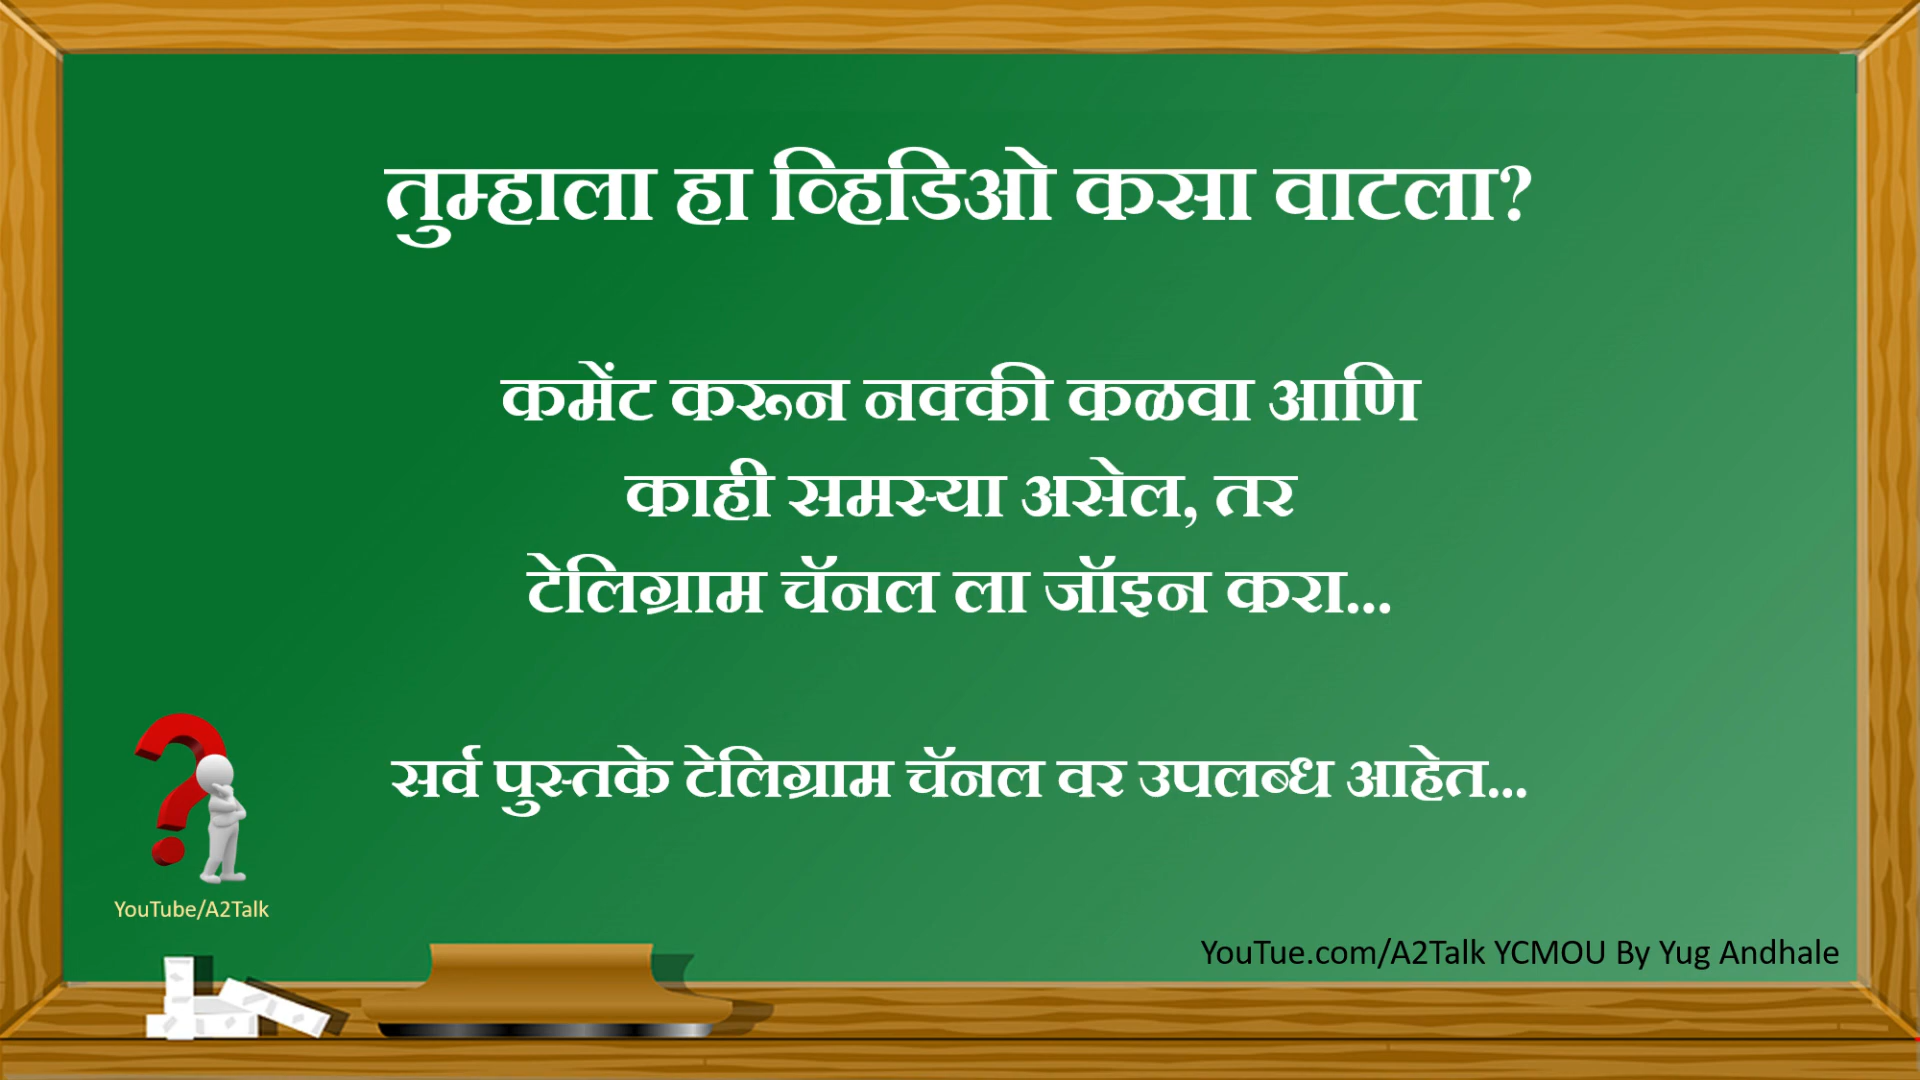 तुम्हाला हा व्हिडिओ कसा वाटला?
कमेंट करून नक्की कळवा आणि
काही समस्या असेल, तर
टेलिग्राम चॅनल ला जॉइन करा...
सर्व पुस्तके टेलिग्राम चॅनल वर उपलब्ध आहेत...
YouTube/A2Talk
YouTue.com/A2Talk YCMOU By Yug Andhale